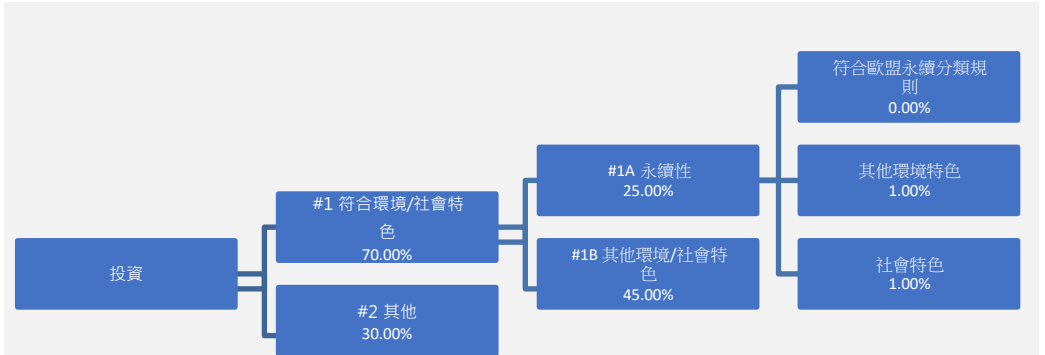 投資
#1 符合環境/社會特
色
70.00%
#2 其他
30.00%
#1A 永續性
25.00%
#1B 其他環境/社會特
色
45.00%
符合歐盟永續分類規
則
0.00%
其他環境特色
1.00%
社會特色
1.00%